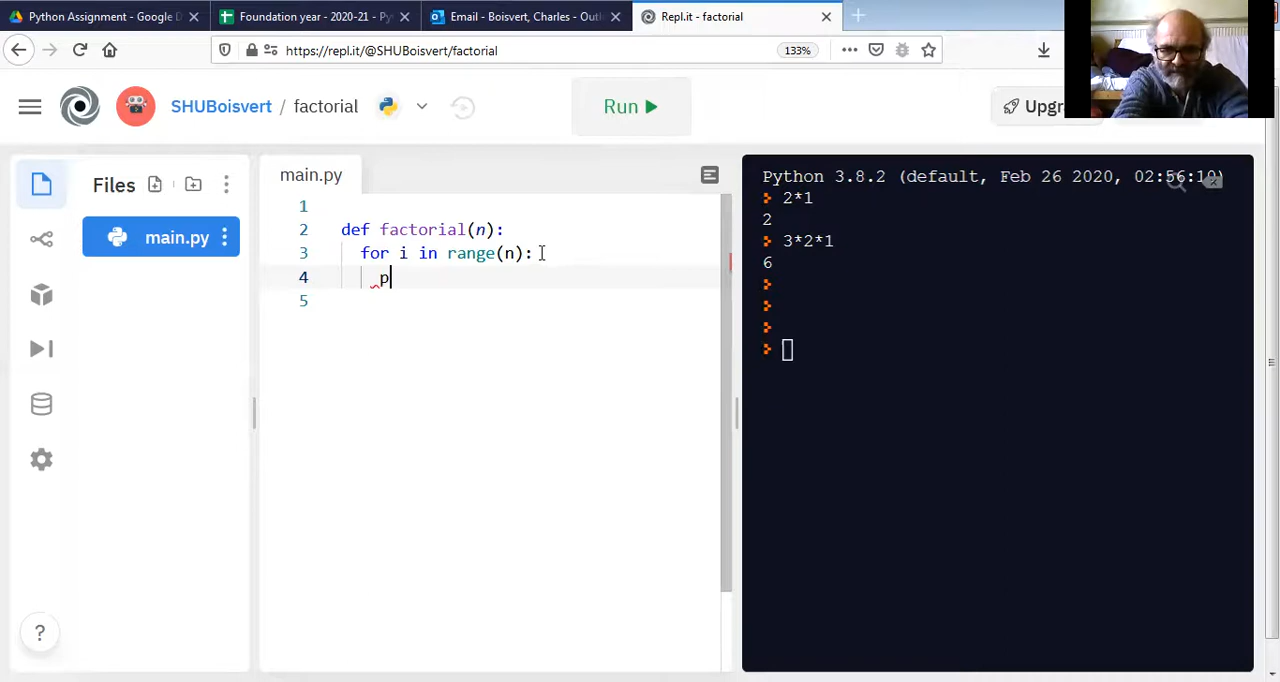 Python Assignment - Google D
Foundation year - 2020-21 - Py
Email - Boisvert, Charles - Outl
Repl.it - factorial
https://repl.it/@SHUBoisvert/factorial
133%
SHUBoisvert / factorial
Run
Upgr
Files
main.py
main.py
1
2 def factorial(n):
3 for i in range(n):
4 p
5
Python 3.8.2 (default, Feb 26 2020, 02:56:10)
2*1
2
3*2*1
6
?